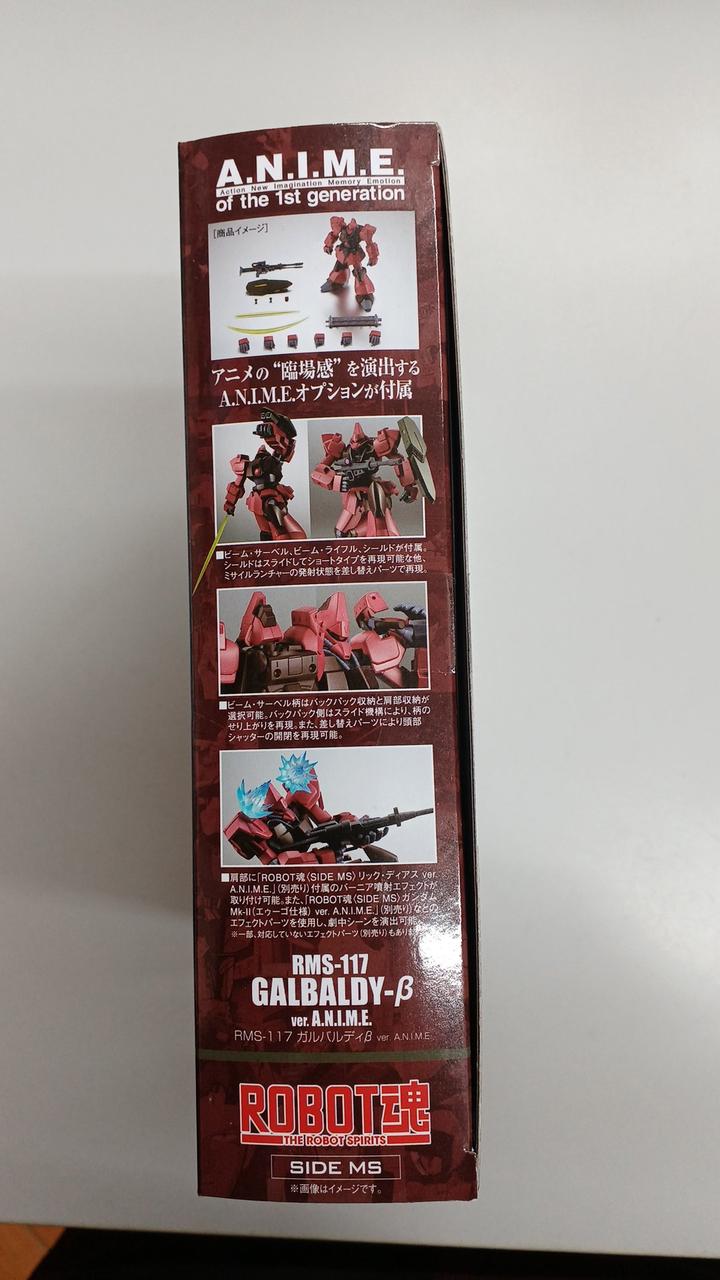 A.N.I.M.E.
Action New Imagination Memory Emotion
of the 1st generation
[商品イメージ]
アニメの“臨場感”を演出する
A.N.I.M.E.オプションが付属
■ビーム・サーベル、ビーム・ライフル、シールドが付属。
シールドはスライドしてショートタイプを再現可能な他、
ミサイルランチャーの発射状態を差し替えパーツで再現。
■ビーム・サーベル柄はバックパック収納と肩部収納が
選択可能。バックパック側はスライド機構により、柄の
せり上がりを再現。また、差し替えパーツにより頭部
シャッターの開閉を再現可能。
■肩部に「ROBOT魂〈SIDE MS〉リック・ディアス ver.
A.N.I.M.E.」(別売り)付属のバーニア噴射エフェクトが
取り付け可能。また、「ROBOT魂〈SIDE MS〉ガンダム
Mk-II(エゥーゴ仕様) ver. A.N.I.M.E.」(別売り)などの
エフェクトパーツを使用し、劇中シーンを演出可能。
※一部、対応していないエフェクトパーツ(別売り)もあり
RMS-117
GALBALDY-β
ver. A.N.I.M.E.
RMS-117 ガルバルディβ ver. A.N.I.M.E.
ROBOT魂
THE ROBOT SPIRITS
SIDE MS
※画像はイメージです。